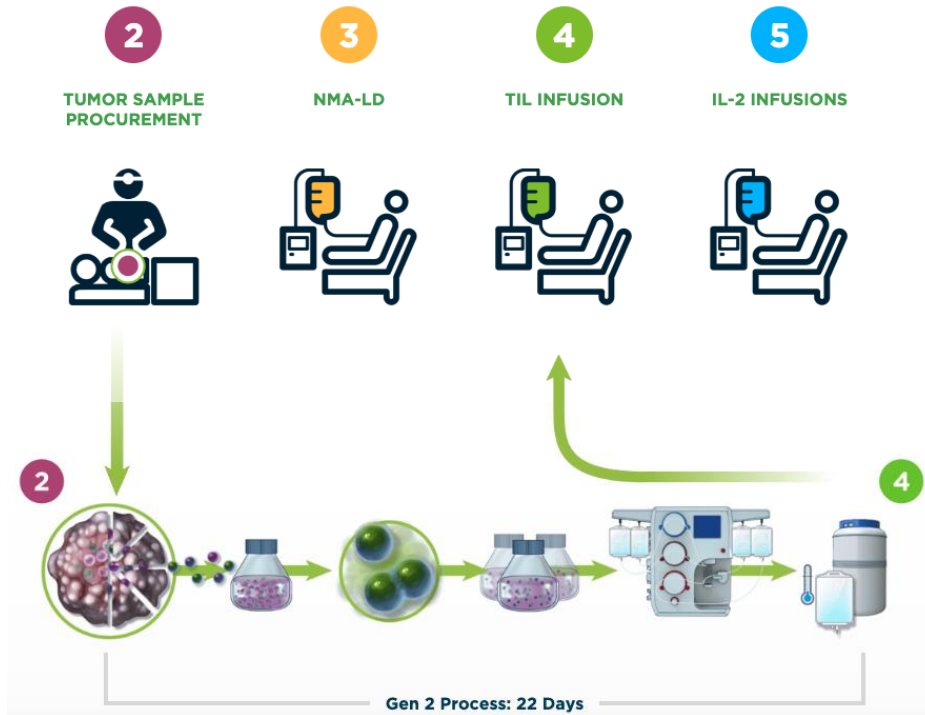 2
3
4
5
TUMOR SAMPLE
PROCUREMENT
NMA-LD
TIL INFUSION
IL-2 INFUSIONS
2
4
Gen 2 Process: 22 Days